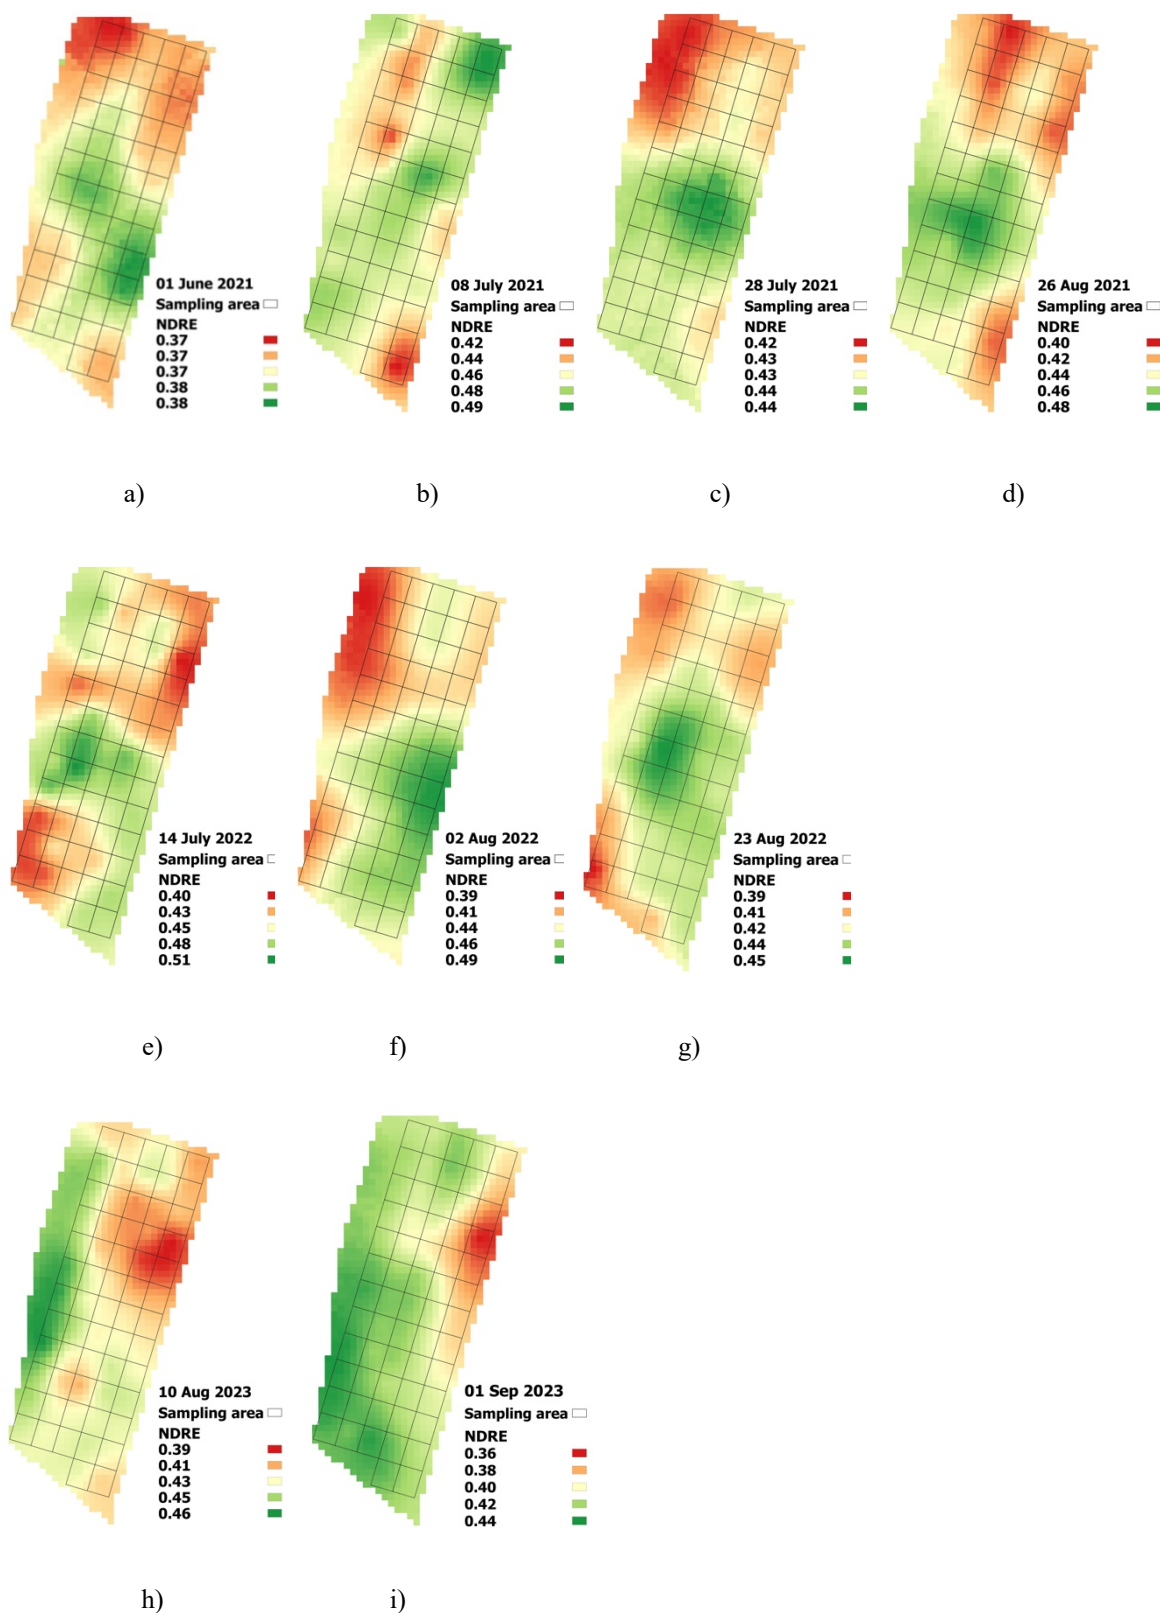 01 June 2021
Sampling area
NDRE
0.37
0.37
0.37
0.38
0.38
08 July 2021
Sampling area
NDRE
0.42
0.44
0.46
0.48
0.49
28 July 2021
Sampling area
NDRE
0.42
0.43
0.43
0.44
0.44
26 Aug 2021
Sampling area
NDRE
0.40
0.42
0.44
0.46
0.48
a)
b)
c)
d)
14 July 2022
Sampling area
NDRE
0.40
0.43
0.45
0.48
0.51
02 Aug 2022
Sampling area
NDRE
0.39
0.41
0.44
0.46
0.49
23 Aug 2022
Sampling area
NDRE
0.39
0.41
0.42
0.44
0.45
e)
f)
g)
10 Aug 2023
Sampling area
NDRE
0.39
0.41
0.43
0.45
0.46
01 Sep 2023
Sampling area
NDRE
0.36
0.38
0.40
0.42
0.44
h)
i)